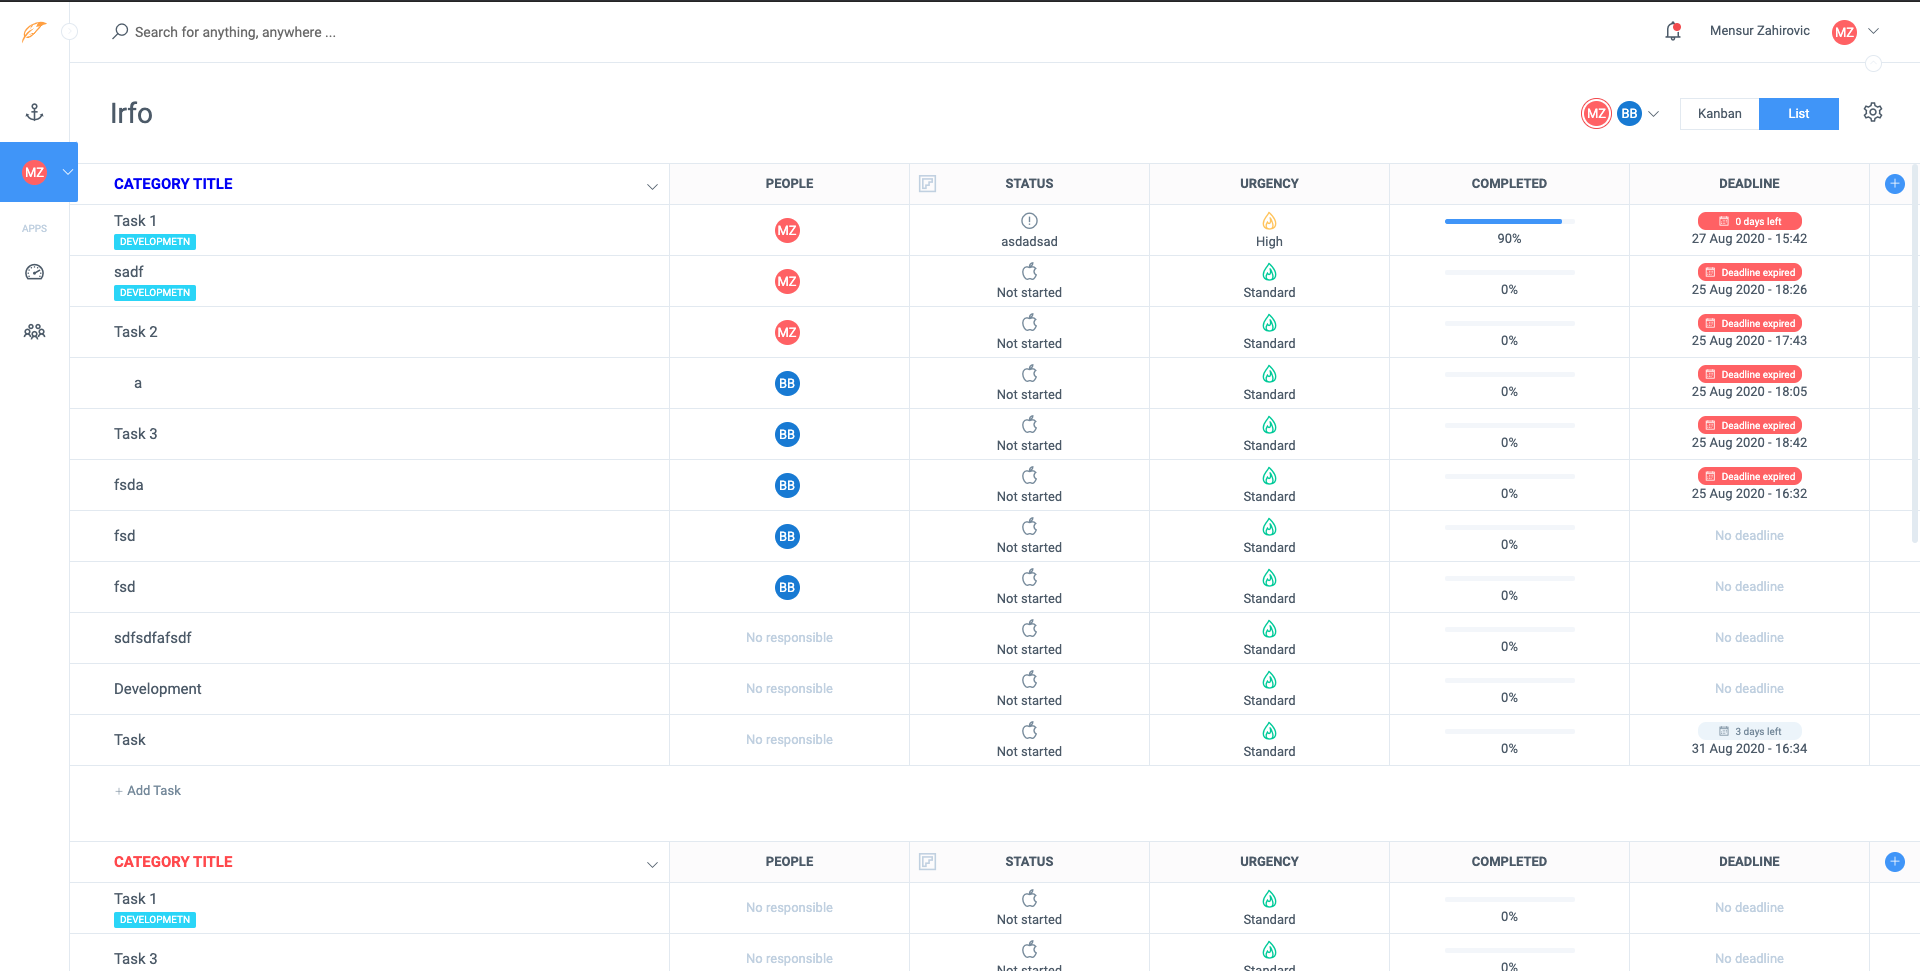 Search for anything, anywhere ...
Mensur Zahirovic
MZ
Irfo
MZ BB
Kanban List
MZ
APPS
CATEGORY TITLE PEOPLE STATUS URGENCY COMPLETED DEADLINE
Task 1
DEVELOPMETN
MZ
asdadsad
High
90%
0 days left
27 Aug 2020 - 15:42
sadf
DEVELOPMETN
MZ
Not started
Standard
0%
Deadline expired
25 Aug 2020 - 18:26
Task 2
MZ
Not started
Standard
0%
Deadline expired
25 Aug 2020 - 17:43
a
BB
Not started
Standard
0%
Deadline expired
25 Aug 2020 - 18:05
Task 3
BB
Not started
Standard
0%
Deadline expired
25 Aug 2020 - 18:42
fsda
BB
Not started
Standard
0%
Deadline expired
25 Aug 2020 - 16:32
fsd
BB
Not started
Standard
0%
No deadline
fsd
BB
Not started
Standard
0%
No deadline
sdfsdfafsdf
No responsible
Not started
Standard
0%
No deadline
Development
No responsible
Not started
Standard
0%
No deadline
Task
No responsible
Not started
Standard
0%
3 days left
31 Aug 2020 - 16:34
+ Add Task
CATEGORY TITLE PEOPLE STATUS URGENCY COMPLETED DEADLINE
Task 1
DEVELOPMETN
No responsible
Not started
Standard
0%
No deadline
Task 3
No responsible
Not started
Standard
0%
No deadline